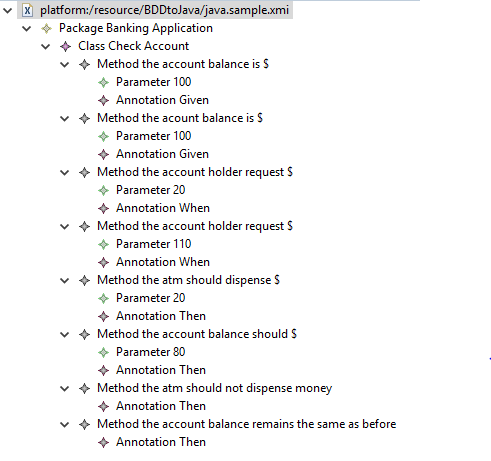 platform:/resource/BDDtoJava/java.sample.xmi
Package Banking Application
Class Check Account
Method the account balance is $
Parameter 100
Annotation Given
Method the acount balance is $
Parameter 100
Annotation Given
Method the account holder request $
Parameter 20
Annotation When
Method the account holder request $
Parameter 110
Annotation When
Method the atm should dispense $
Parameter 20
Annotation Then
Method the account balance should $
Parameter 80
Annotation Then
Method the atm should not dispense money
Annotation Then
Method the account balance remains the same as before
Annotation Then